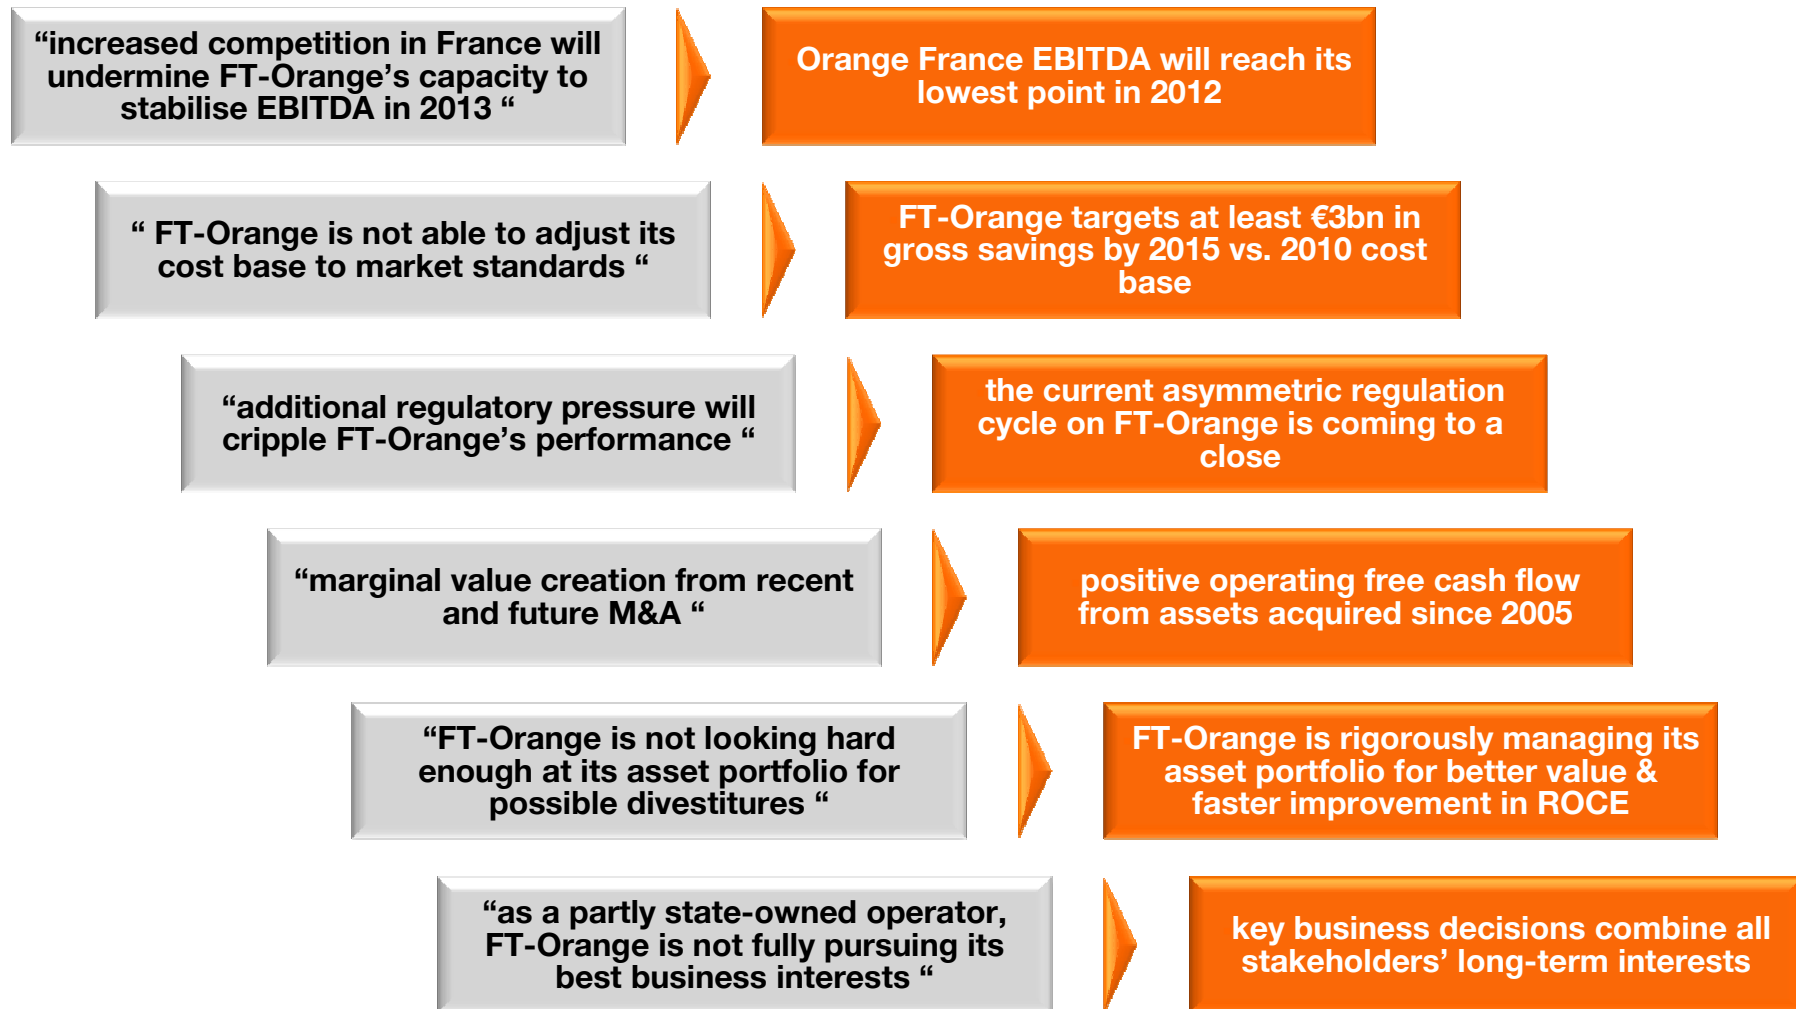 “increased competition in France will
undermine FT-Orange’s capacity to
stabilise EBITDA in 2013 “
Orange France EBITDA will reach its
lowest point in 2012
“ FT-Orange is not able to adjust its
cost base to market standards “
FT-Orange targets at least €3bn in
gross savings by 2015 vs. 2010 cost
base
“additional regulatory pressure will
cripple FT-Orange’s performance “
the current asymmetric regulation
cycle on FT-Orange is coming to a
close
“marginal value creation from recent
and future M&A “
positive operating free cash flow
from assets acquired since 2005
“FT-Orange is not looking hard
enough at its asset portfolio for
possible divestitures “
FT-Orange is rigorously managing its
asset portfolio for better value &
faster improvement in ROCE
“as a partly state-owned operator,
FT-Orange is not fully pursuing its
best business interests “
key business decisions combine all
stakeholders’ long-term interests